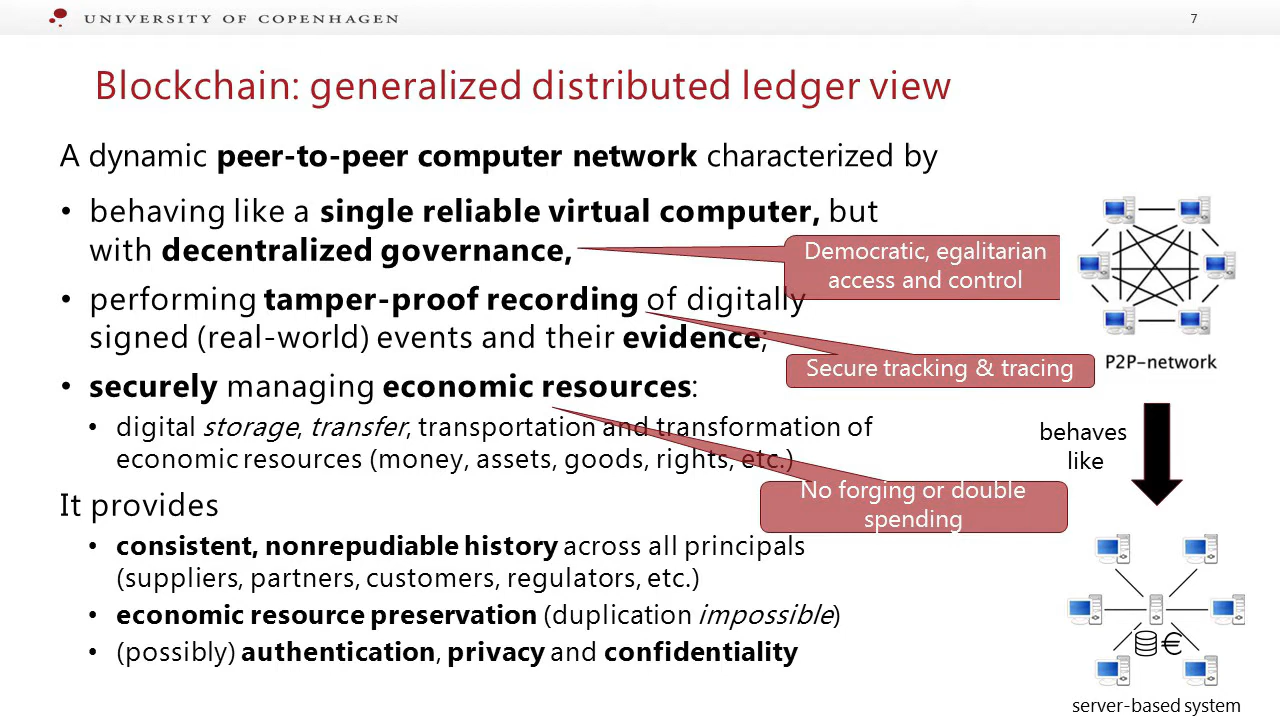 UNIVERSITY OF COPENHAGEN
7
Blockchain: generalized distributed ledger view
A dynamic peer-to-peer computer network characterized by
• behaving like a single reliable virtual computer, but
with decentralized governance,
Democratic, egalitarian
access and control
• performing tamper-proof recording of digitally
signed (real-world) events and their evidence;
Secure tracking & tracing
• securely managing economic resources:
• digital storage, transfer, transportation and transformation of
economic resources (money, assets, goods, rights, etc.)
No forging or double
spending
It provides
• consistent, nonrepudiable history across all principals
(suppliers, partners, customers, regulators, etc.)
• economic resource preservation (duplication impossible)
• (possibly) authentication, privacy and confidentiality
P2P-network
behaves
like
€
server-based system